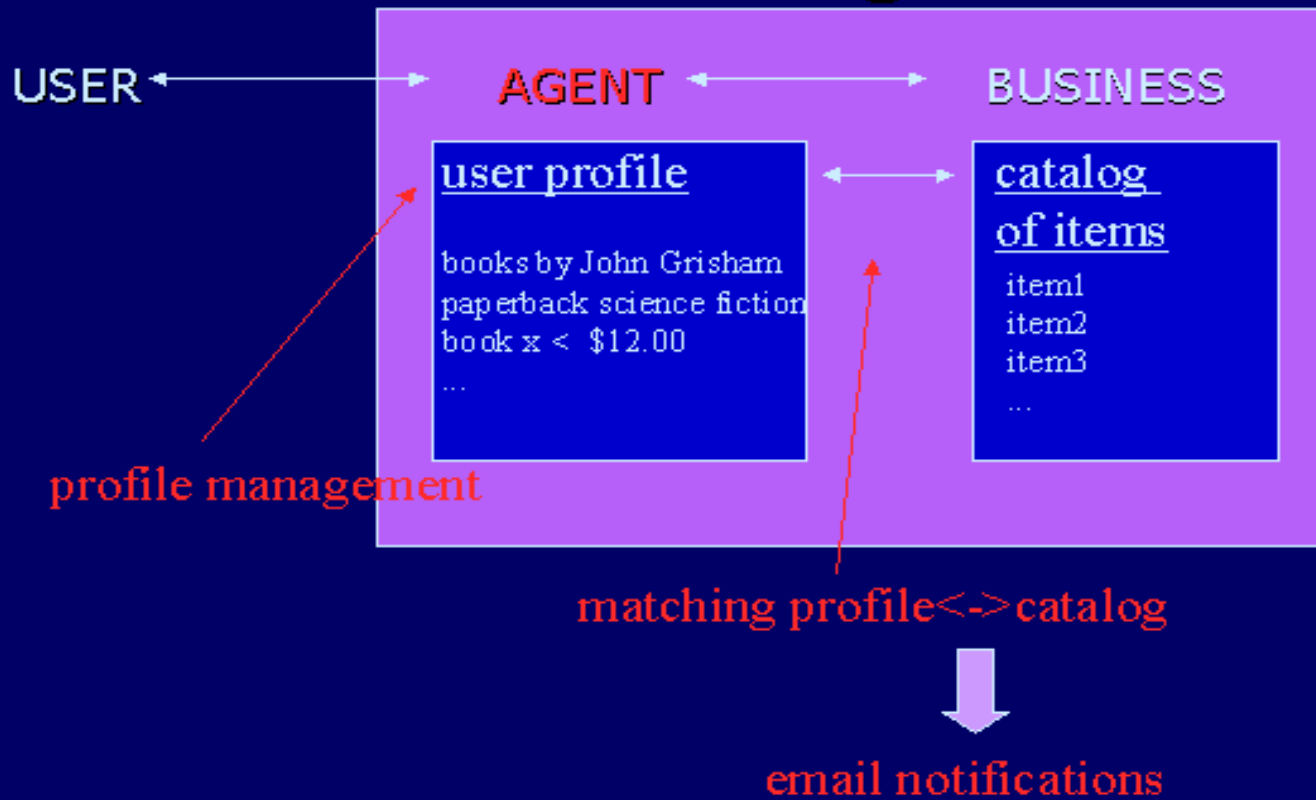 USER
AGENT
BUSINESS
user profile
books by John Grisham
paperback science fiction
book x < $12.00
...
catalog
of items
item1
item2
item3
...
profile management
matching profile<->catalog
email notifications